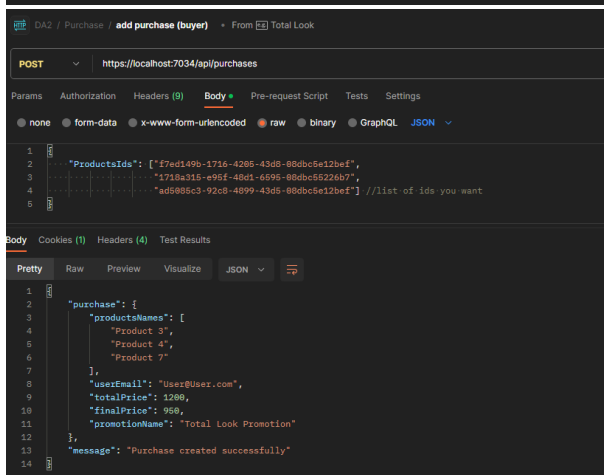 HTTP DA2 / Purchase / add purchase (buyer) • From e.g. Total Look
POST https://localhost:7034/api/purchases
Params Authorization Headers (9) Body Pre-request Script Tests Settings
none form-data x-www-form-urlencoded raw binary GraphQL JSON
1 {
2 "ProductsIds": ["f7ed149b-1716-4205-43d8-08dbc5e12bef",
3 "1718a315-e95f-48d1-6595-08dbc55226b7",
4 "ad5085c3-92c8-4899-43d5-08dbc5e12bef"] //list of ids you want
5 }
Body Cookies (1) Headers (4) Test Results
Pretty Raw Preview Visualize JSON
1 {
2 "purchase": {
3 "productsNames": [
4 "Product 3",
5 "Product 4",
6 "Product 7"
7 ],
8 "userEmail": "User@User.com",
9 "totalPrice": 1200,
10 "finalPrice": 950,
11 "promotionName": "Total Look Promotion"
12 },
13 "message": "Purchase created successfully"
14 }